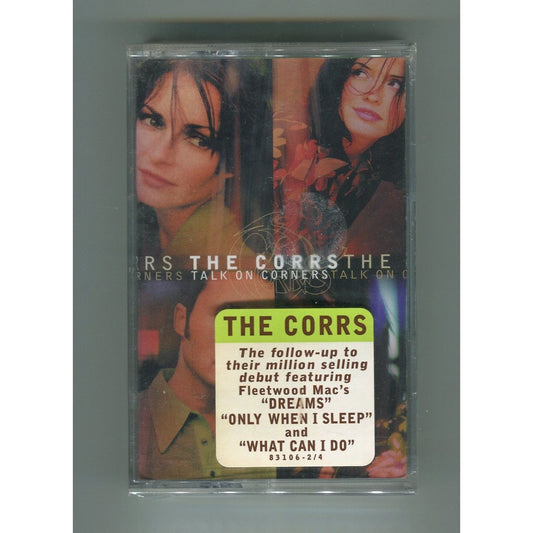 RRS THE CORRS THE C
RNERS TALK ON CORNERS TALK ON C
THE CORRS
The follow-up to
their million selling
debut featuring
Fleetwood Mac's
"DREAMS"
"ONLY WHEN I SLEEP"
and
"WHAT CAN I DO"
83106-2/4